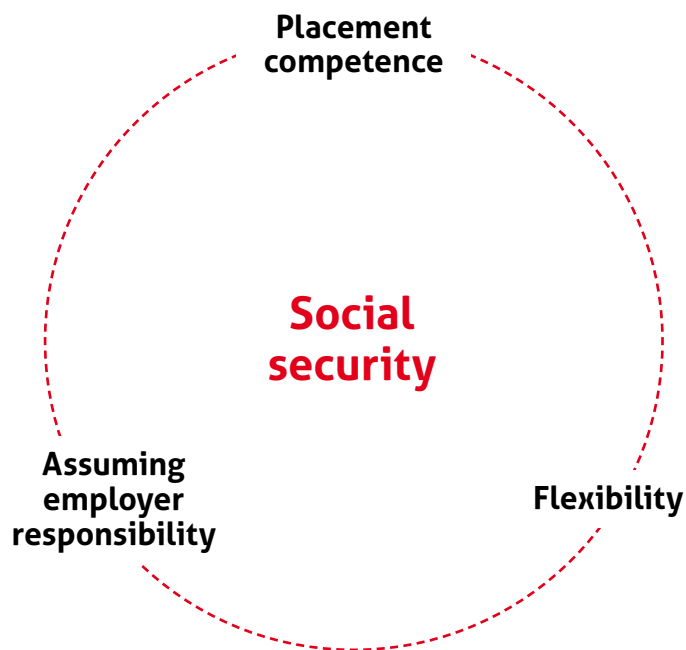 Placement
competence
Social
security
Assuming
employer
responsibility
Flexibility